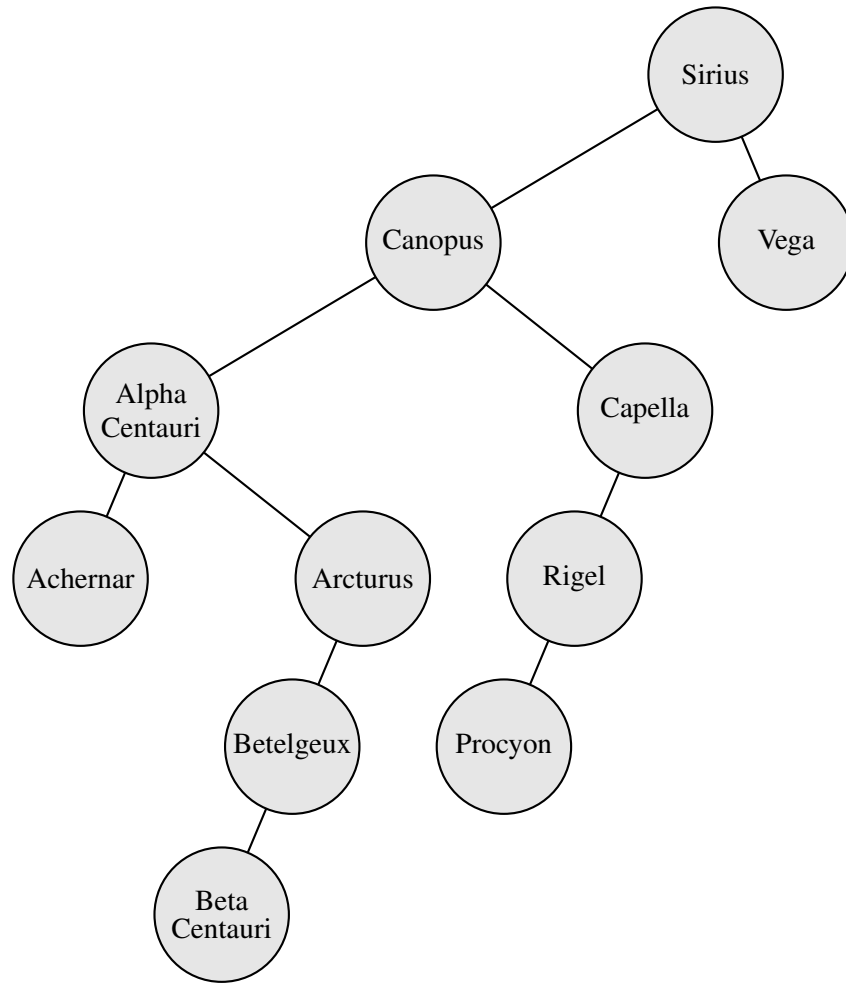 Sirius
Canopus
Vega
Alpha
Centauri
Capella
Achernar
Arcturus
Rigel
Betelgeux
Procyon
Beta
Centauri